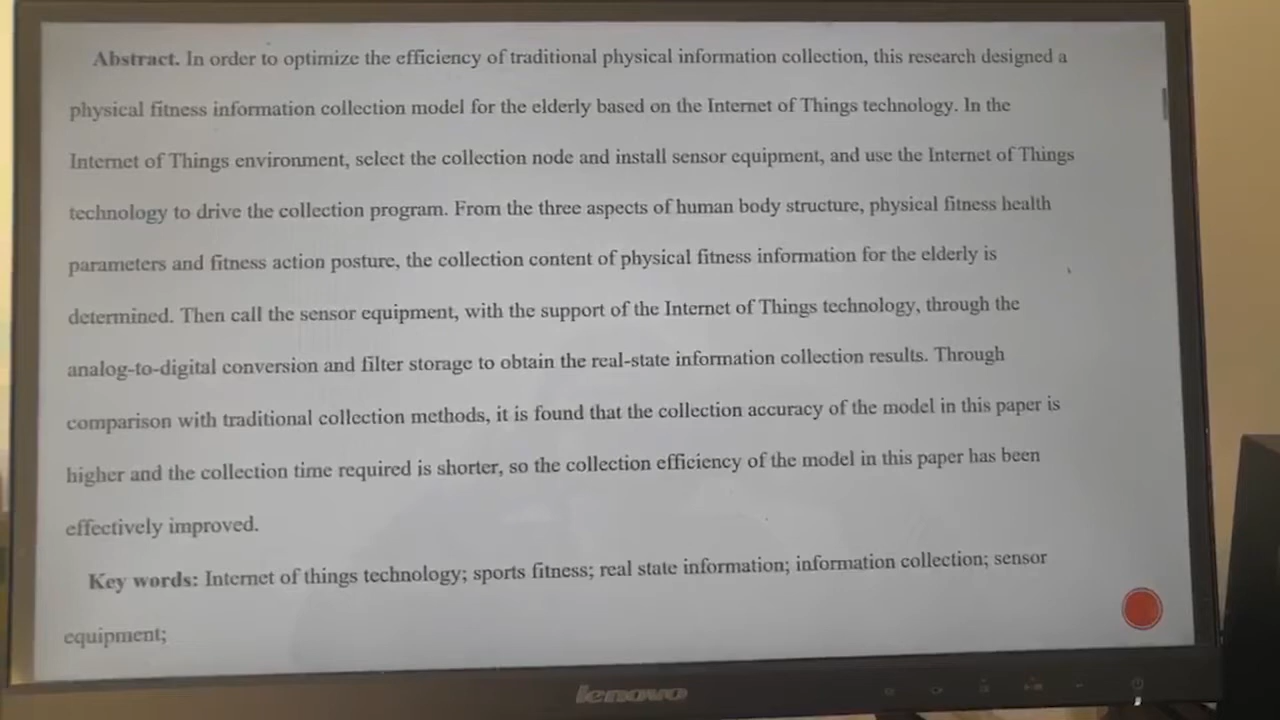 Abstract. In order to optimize the efficiency of traditional physical information collection, this research designed a
physical fitness information collection model for the elderly based on the Internet of Things technology. In the
Internet of Things environment, select the collection node and install sensor equipment, and use the Internet of Things
technology to drive the collection program. From the three aspects of human body structure, physical fitness health
parameters and fitness action posture, the collection content of physical fitness information for the elderly is
determined. Then call the sensor equipment, with the support of the Internet of Things technology, through the
analog-to-digital conversion and filter storage to obtain the real-state information collection results. Through
comparison with traditional collection methods, it is found that the collection accuracy of the model in this paper is
higher and the collection time required is shorter, so the collection efficiency of the model in this paper has been
effectively improved.
Key words: Internet of things technology; sports fitness; real state information; information collection; sensor
equipment;
lenovo